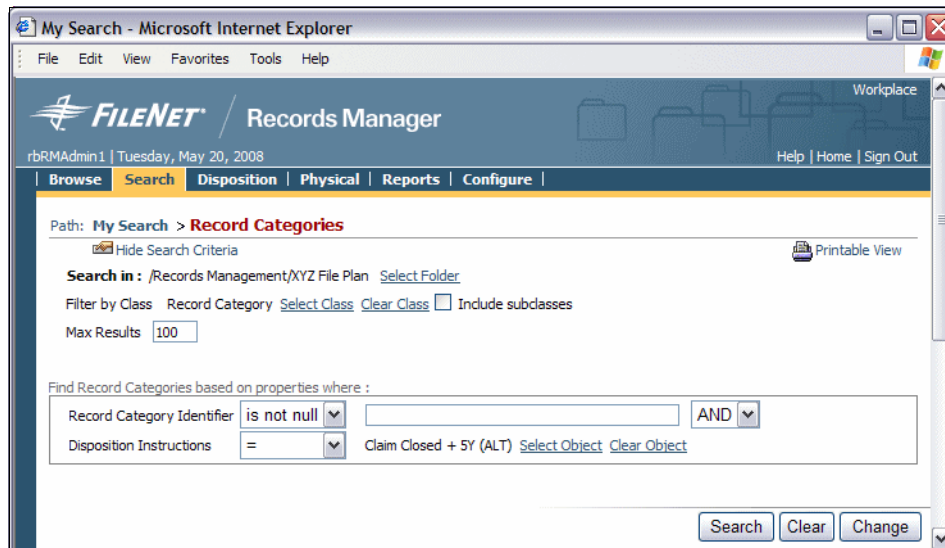 My Search - Microsoft Internet Explorer
File Edit View Favorites Tools Help
Workplace
FILENET / Records Manager
rbRMAdmin1 | Tuesday, May 20, 2008 Help | Home | Sign Out
| Browse Search Disposition | Physical | Reports | Configure |
Path: My Search > Record Categories
Hide Search Criteria Printable View
Search in : /Records Management/XYZ File Plan Select Folder
Filter by Class Record Category Select Class Clear Class Include subclasses
Max Results 100
Find Record Categories based on properties where :
Record Category Identifier is not null AND
Disposition Instructions = Claim Closed + 5Y (ALT) Select Object Clear Object
Search Clear Change